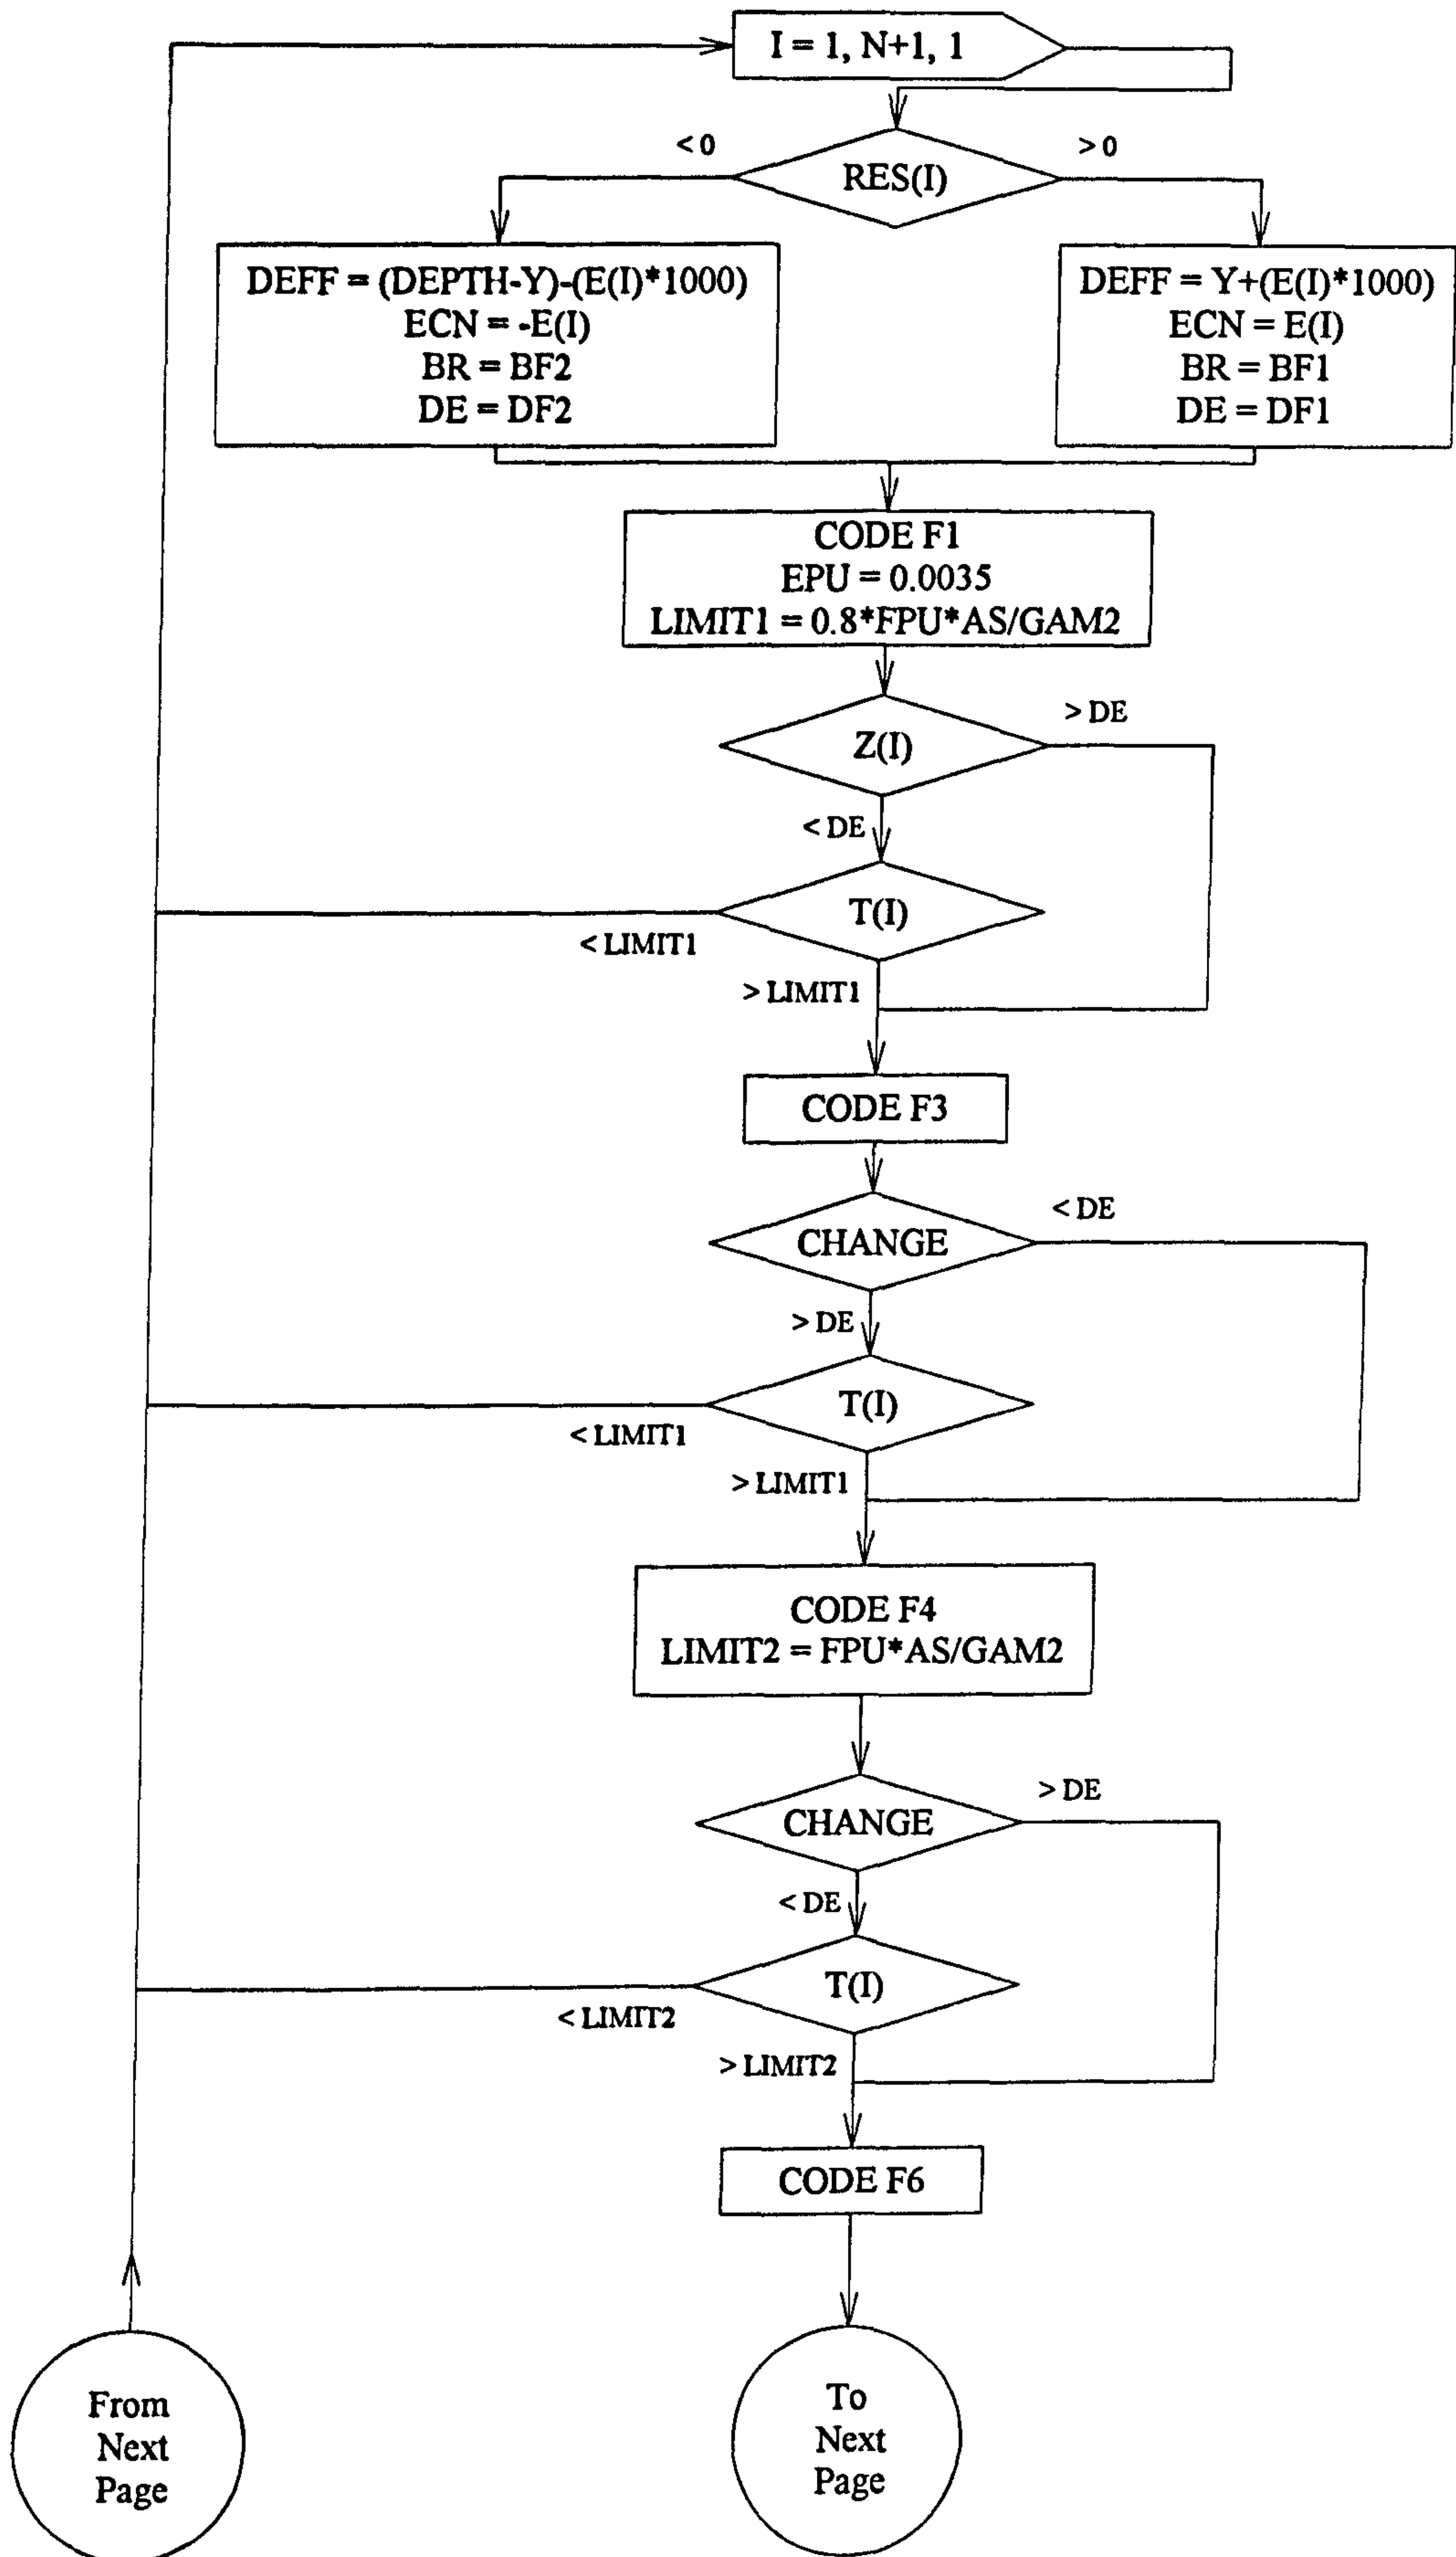 I = 1, N+1, 1
< 0
> 0
RES(I)
DEFF = (DEPTH-Y)-(E(I)*1000)
ECN = -E(I)
BR = BF2
DE = DF2
DEFF = Y+(E(I)*1000)
ECN = E(I)
BR = BF1
DE = DF1
CODE F1
EPU = 0.0035
LIMIT1 = 0.8*FPU*AS/GAM2
> DE
Z(I)
< DE
T(I)
< LIMIT1
> LIMIT1
CODE F3
< DE
CHANGE
> DE
T(I)
< LIMIT1
> LIMIT1
CODE F4
LIMIT2 = FPU*AS/GAM2
> DE
CHANGE
< DE
T(I)
< LIMIT2
> LIMIT2
CODE F6
From
Next
Page
To
Next
Page